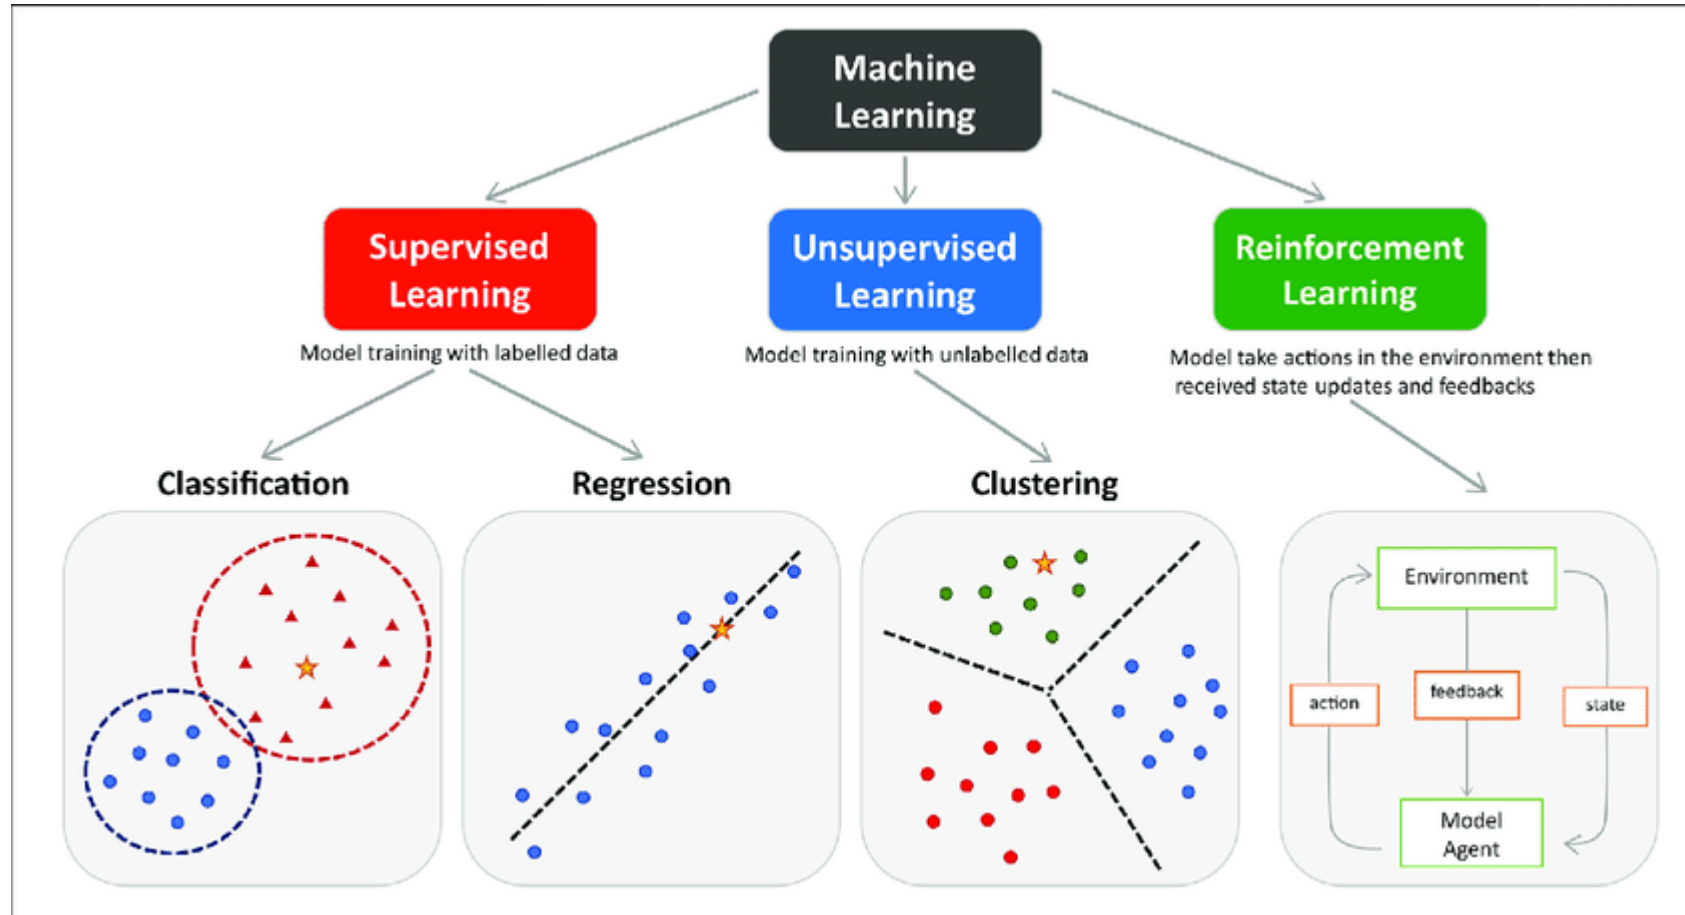 Machine
Learning
Supervised
Learning
Unsupervised
Learning
Reinforcement
Learning
Model training with labelled data
Model training with unlabelled data
Model take actions in the environment then
received state updates and feedbacks
Classification
Regression
Clustering
Environment
action
feedback
state
Model
Agent